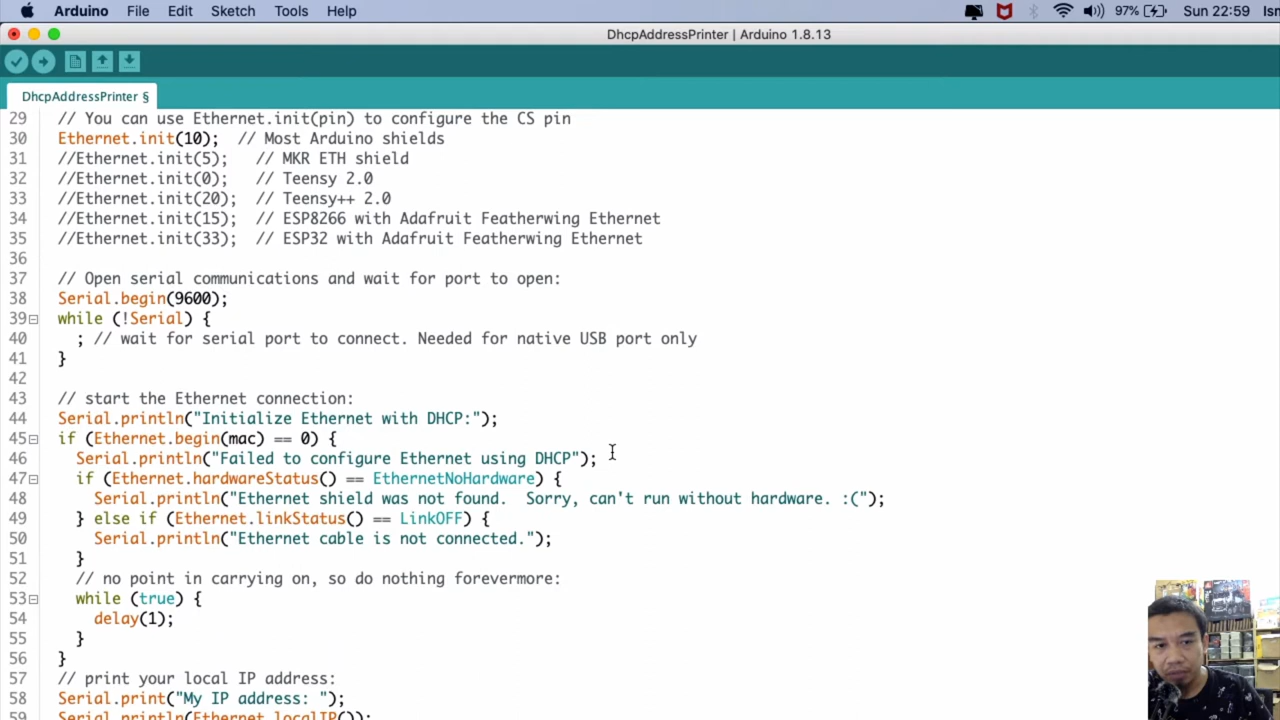 Arduino File Edit Sketch Tools Help 97% Sun 22:59 Ism
DhcpAddressPrinter | Arduino 1.8.13
DhcpAddressPrinter §
29 // You can use Ethernet.init(pin) to configure the CS pin
30 Ethernet.init(10);  // Most Arduino shields
31 //Ethernet.init(5);   // MKR ETH shield
32 //Ethernet.init(0);   // Teensy 2.0
33 //Ethernet.init(20);  // Teensy++ 2.0
34 //Ethernet.init(15);  // ESP8266 with Adafruit Featherwing Ethernet
35 //Ethernet.init(33);  // ESP32 with Adafruit Featherwing Ethernet
36
37 // Open serial communications and wait for port to open:
38 Serial.begin(9600);
39 while (!Serial) {
40   ; // wait for serial port to connect. Needed for native USB port only
41 }
42
43 // start the Ethernet connection:
44 Serial.println("Initialize Ethernet with DHCP:");
45 if (Ethernet.begin(mac) == 0) {
46   Serial.println("Failed to configure Ethernet using DHCP");
47   if (Ethernet.hardwareStatus() == EthernetNoHardware) {
48     Serial.println("Ethernet shield was not found.  Sorry, can't run without hardware. :(");
49   } else if (Ethernet.linkStatus() == LinkOFF) {
50     Serial.println("Ethernet cable is not connected.");
51   }
52   // no point in carrying on, so do nothing forevermore:
53   while (true) {
54     delay(1);
55   }
56 }
57 // print your local IP address:
58 Serial.print("My IP address: ");
59 Serial.println(Ethernet.localIP());